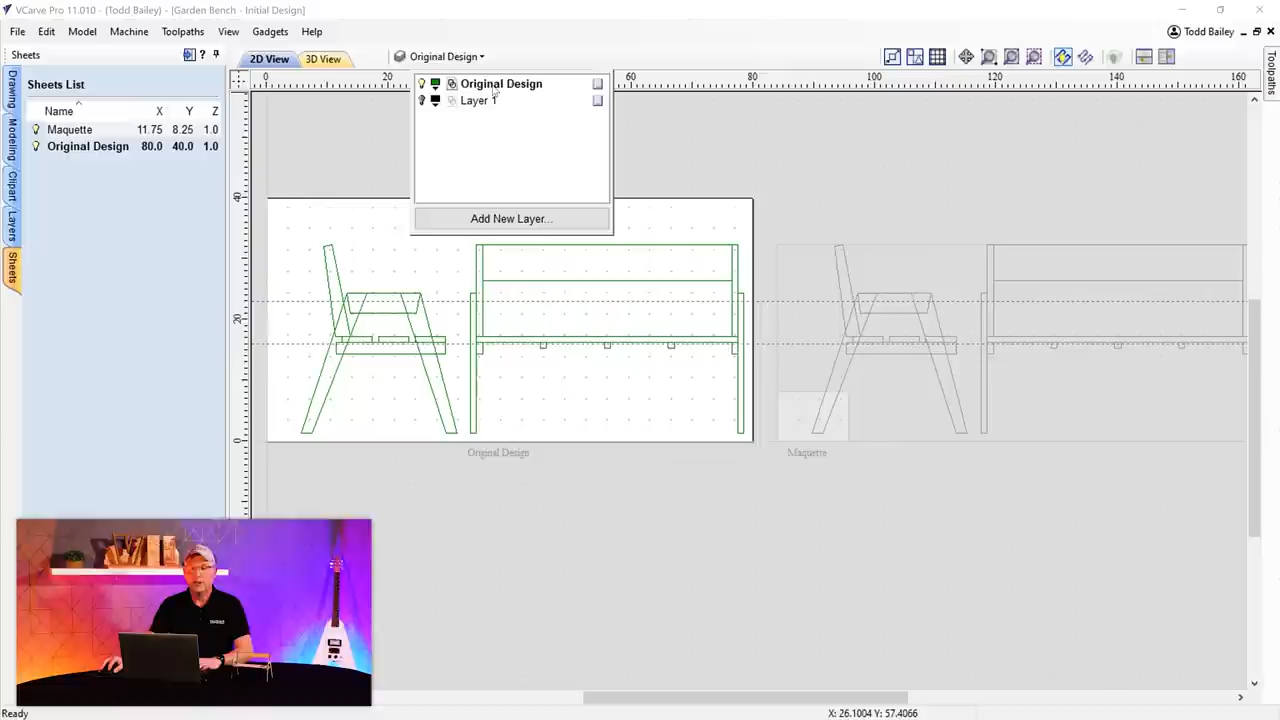 VCarve Pro 11.010 - (Todd Bailey) - [Garden Bench - Initial Design]
File Edit Model Machine Toolpaths View Gadgets Help Todd Bailey
Sheets ?
2D View 3D View Original Design
Toolpaths
Drawing
Modeling
Clipart
Layers
Sheets
Sheets List
Name X Y Z
Maquette 11.75 8.25 1.0
Original Design 80.0 40.0 1.0
0 20 60 80 100 120 140 160
Original Design
Layer 1
Add New Layer...
40
20
0
Original Design Maquette
Ready X: 26.1004 Y: 57.4066